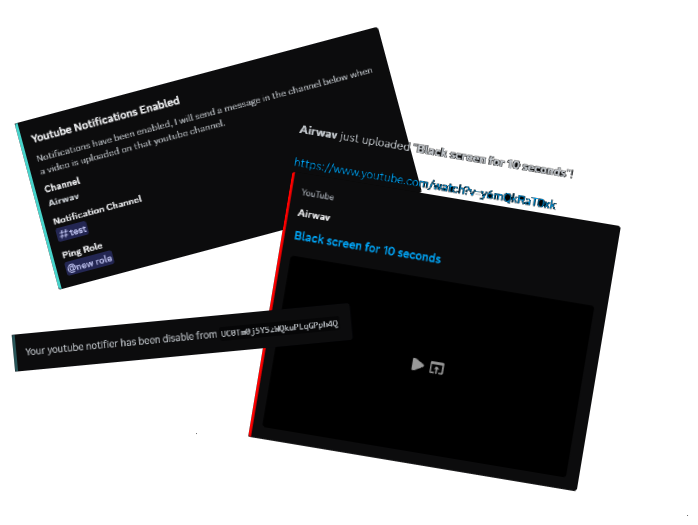 Youtube Notifications Enabled
Notifications have been enabled, I will send a message in the channel below when
a video is uploaded on that youtube channel.
Channel
Airwav
Notification Channel
#test
Ping Role
@new role
Airwav just uploaded "Black screen for 10 seconds"!
https://www.youtube.com/watch?v=
YouTube
Airwav
Black screen for 10 seconds
Your youtube notifier has been disable from